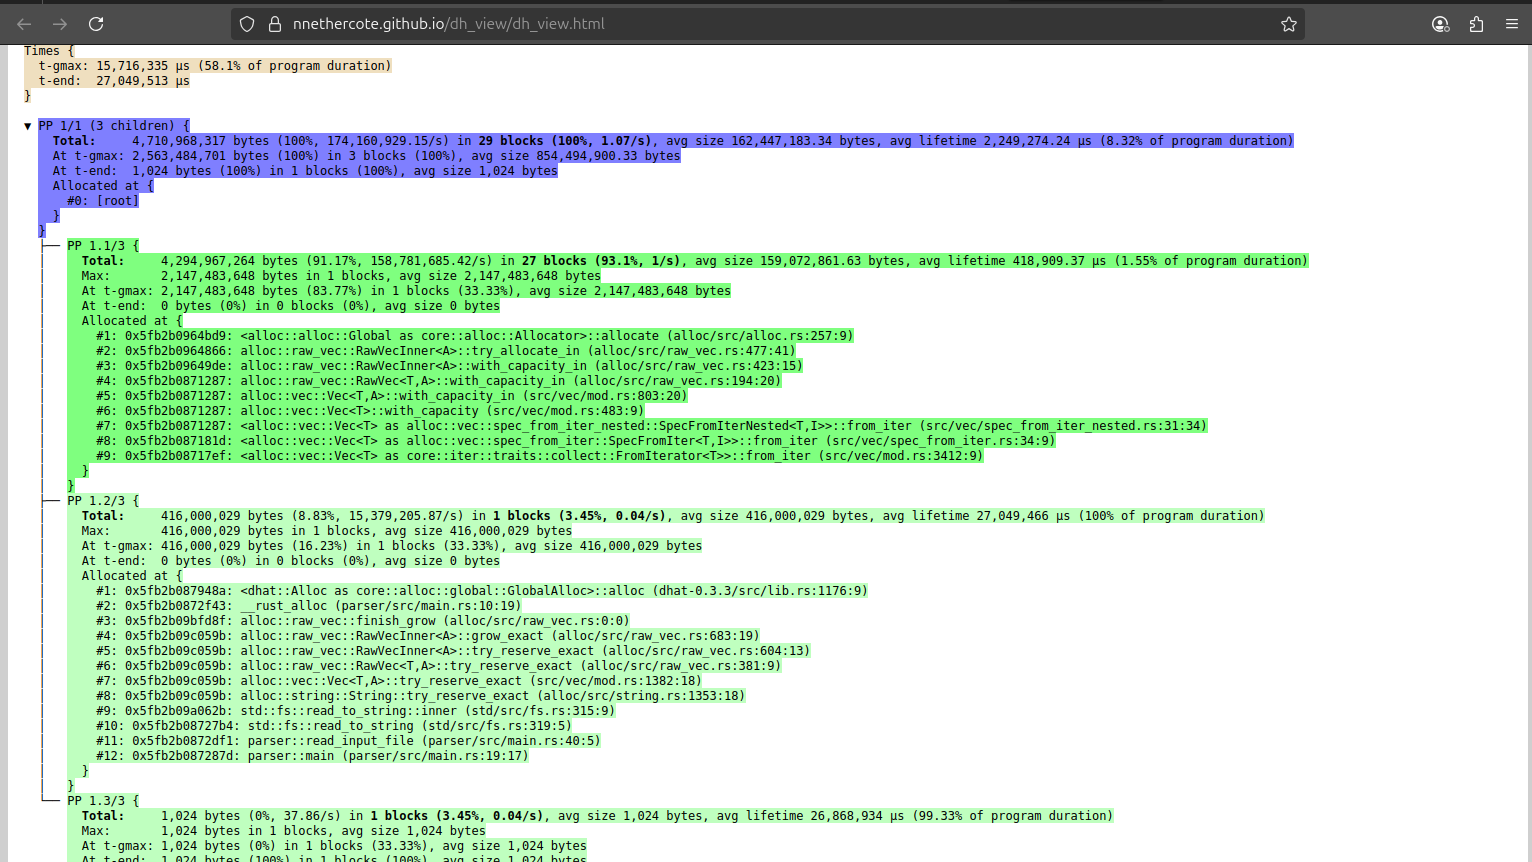 nnethercote.github.io/dh_view/dh_view.html
Times {
t-gmax: 15,716,335 µs (58.1% of program duration)
t-end:  27,049,513 µs
}
▼ PP 1/1 (3 children) {
Total:     4,710,968,317 bytes (100%, 174,160,929.15/s) in 29 blocks (100%, 1.07/s), avg size 162,447,183.34 bytes, avg lifetime 2,249,274.24 µs (8.32% of program duration)
At t-gmax: 2,563,484,701 bytes (100%) in 3 blocks (100%), avg size 854,494,900.33 bytes
At t-end:  1,024 bytes (100%) in 1 blocks (100%), avg size 1,024 bytes
Allocated at {
#0: [root]
}
}
├── PP 1.1/3 {
Total:     4,294,967,264 bytes (91.17%, 158,781,685.42/s) in 27 blocks (93.1%, 1/s), avg size 159,072,861.63 bytes, avg lifetime 418,909.37 µs (1.55% of program duration)
Max:       2,147,483,648 bytes in 1 blocks, avg size 2,147,483,648 bytes
At t-gmax: 2,147,483,648 bytes (83.77%) in 1 blocks (33.33%), avg size 2,147,483,648 bytes
At t-end:  0 bytes (0%) in 0 blocks (0%), avg size 0 bytes
Allocated at {
#1: 0x5fb2b0964bd9: <alloc::alloc::Global as core::alloc::Allocator>::allocate (alloc/src/alloc.rs:257:9)
#2: 0x5fb2b0964866: alloc::raw_vec::RawVecInner<A>::try_allocate_in (alloc/src/raw_vec.rs:477:41)
#3: 0x5fb2b09649de: alloc::raw_vec::RawVecInner<A>::with_capacity_in (alloc/src/raw_vec.rs:423:15)
#4: 0x5fb2b0871287: alloc::raw_vec::RawVec<T,A>::with_capacity_in (alloc/src/raw_vec.rs:194:20)
#5: 0x5fb2b0871287: alloc::vec::Vec<T,A>::with_capacity_in (src/vec/mod.rs:803:20)
#6: 0x5fb2b0871287: alloc::vec::Vec<T>::with_capacity (src/vec/mod.rs:483:9)
#7: 0x5fb2b0871287: <alloc::vec::Vec<T> as alloc::vec::spec_from_iter_nested::SpecFromIterNested<T,I>>::from_iter (src/vec/spec_from_iter_nested.rs:31:34)
#8: 0x5fb2b087181d: <alloc::vec::Vec<T> as alloc::vec::spec_from_iter::SpecFromIter<T,I>>::from_iter (src/vec/spec_from_iter.rs:34:9)
#9: 0x5fb2b08717ef: <alloc::vec::Vec<T> as core::iter::traits::collect::FromIterator<T>>::from_iter (src/vec/mod.rs:3412:9)
}
}
├── PP 1.2/3 {
Total:     416,000,029 bytes (8.83%, 15,379,205.87/s) in 1 blocks (3.45%, 0.04/s), avg size 416,000,029 bytes, avg lifetime 27,049,466 µs (100% of program duration)
Max:       416,000,029 bytes in 1 blocks, avg size 416,000,029 bytes
At t-gmax: 416,000,029 bytes (16.23%) in 1 blocks (33.33%), avg size 416,000,029 bytes
At t-end:  0 bytes (0%) in 0 blocks (0%), avg size 0 bytes
Allocated at {
#1: 0x5fb2b087948a: <dhat::Alloc as core::alloc::global::GlobalAlloc>::alloc (dhat-0.3.3/src/lib.rs:1176:9)
#2: 0x5fb2b0872f43: __rust_alloc (parser/src/main.rs:10:19)
#3: 0x5fb2b09bfd8f: alloc::raw_vec::finish_grow (alloc/src/raw_vec.rs:0:0)
#4: 0x5fb2b09c059b: alloc::raw_vec::RawVecInner<A>::grow_exact (alloc/src/raw_vec.rs:683:19)
#5: 0x5fb2b09c059b: alloc::raw_vec::RawVecInner<A>::try_reserve_exact (alloc/src/raw_vec.rs:604:13)
#6: 0x5fb2b09c059b: alloc::raw_vec::RawVec<T,A>::try_reserve_exact (alloc/src/raw_vec.rs:381:9)
#7: 0x5fb2b09c059b: alloc::vec::Vec<T,A>::try_reserve_exact (src/vec/mod.rs:1382:18)
#8: 0x5fb2b09c059b: alloc::string::String::try_reserve_exact (alloc/src/string.rs:1353:18)
#9: 0x5fb2b09a062b: std::fs::read_to_string::inner (std/src/fs.rs:315:9)
#10: 0x5fb2b08727b4: std::fs::read_to_string (std/src/fs.rs:319:5)
#11: 0x5fb2b0872df1: parser::read_input_file (parser/src/main.rs:40:5)
#12: 0x5fb2b087287d: parser::main (parser/src/main.rs:19:17)
}
}
└── PP 1.3/3 {
Total:     1,024 bytes (0%, 37.86/s) in 1 blocks (3.45%, 0.04/s), avg size 1,024 bytes, avg lifetime 26,868,934 µs (99.33% of program duration)
Max:       1,024 bytes in 1 blocks, avg size 1,024 bytes
At t-gmax: 1,024 bytes (0%) in 1 blocks (33.33%), avg size 1,024 bytes
At t-end:  1,024 bytes (100%) in 1 blocks (100%), avg size 1,024 bytes